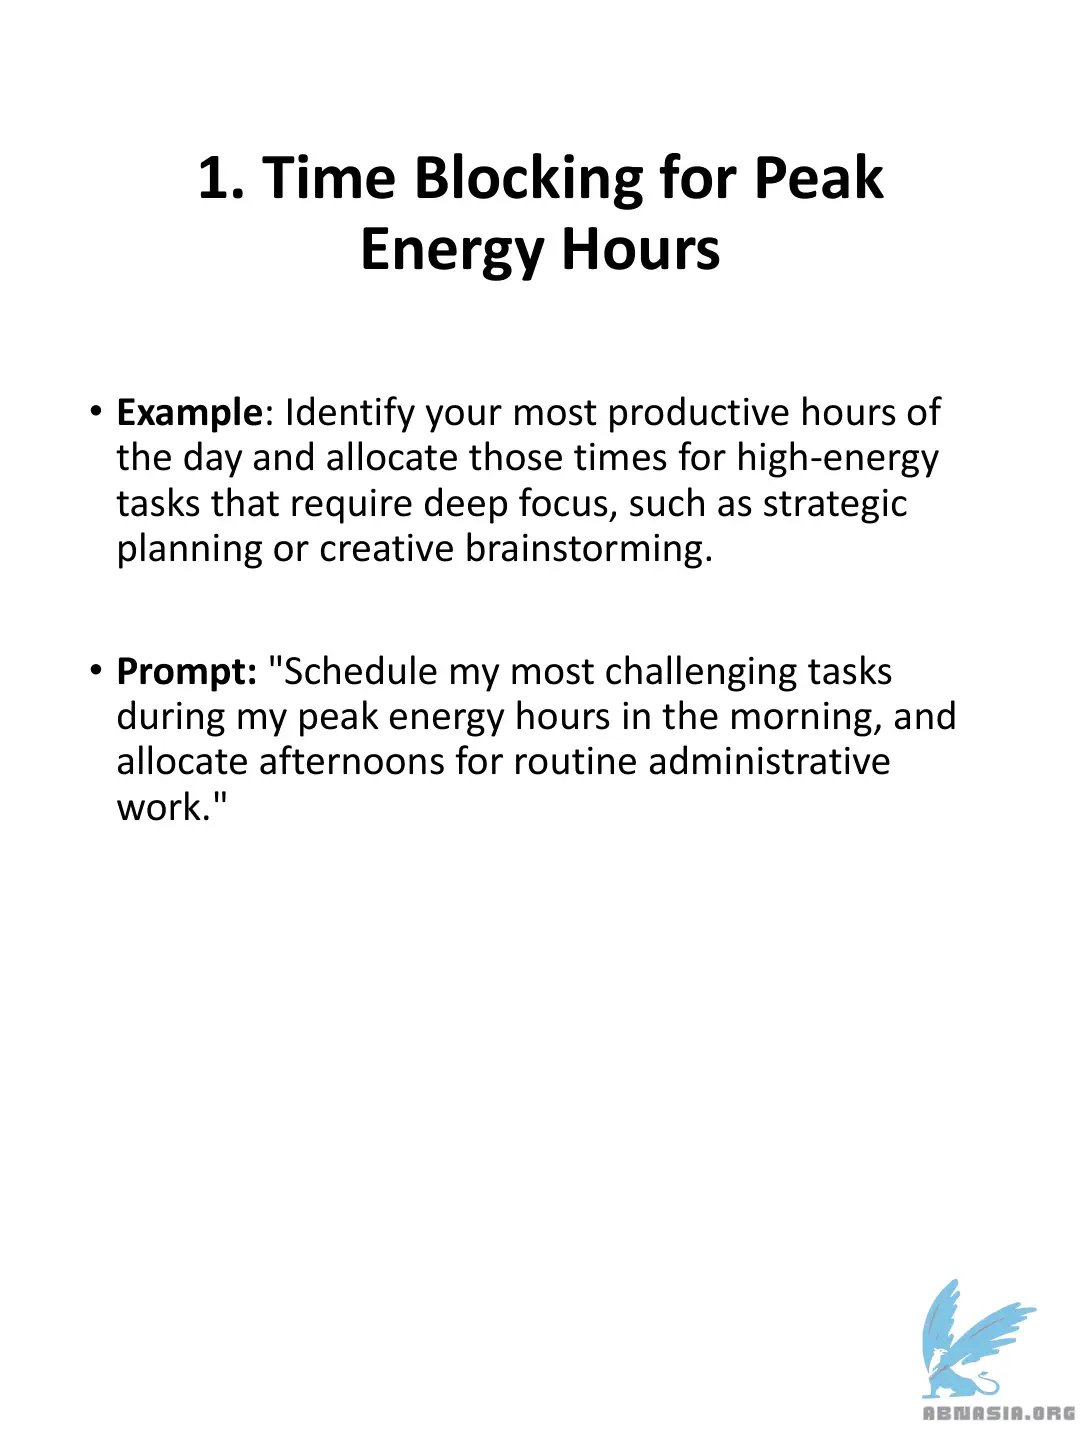 1. Time Blocking for Peak
Energy Hours
• Example: Identify your most productive hours of
the day and allocate those times for high-energy
tasks that require deep focus, such as strategic
planning or creative brainstorming.
• Prompt: "Schedule my most challenging tasks
during my peak energy hours in the morning, and
allocate afternoons for routine administrative
work."
ABNASIA.ORG